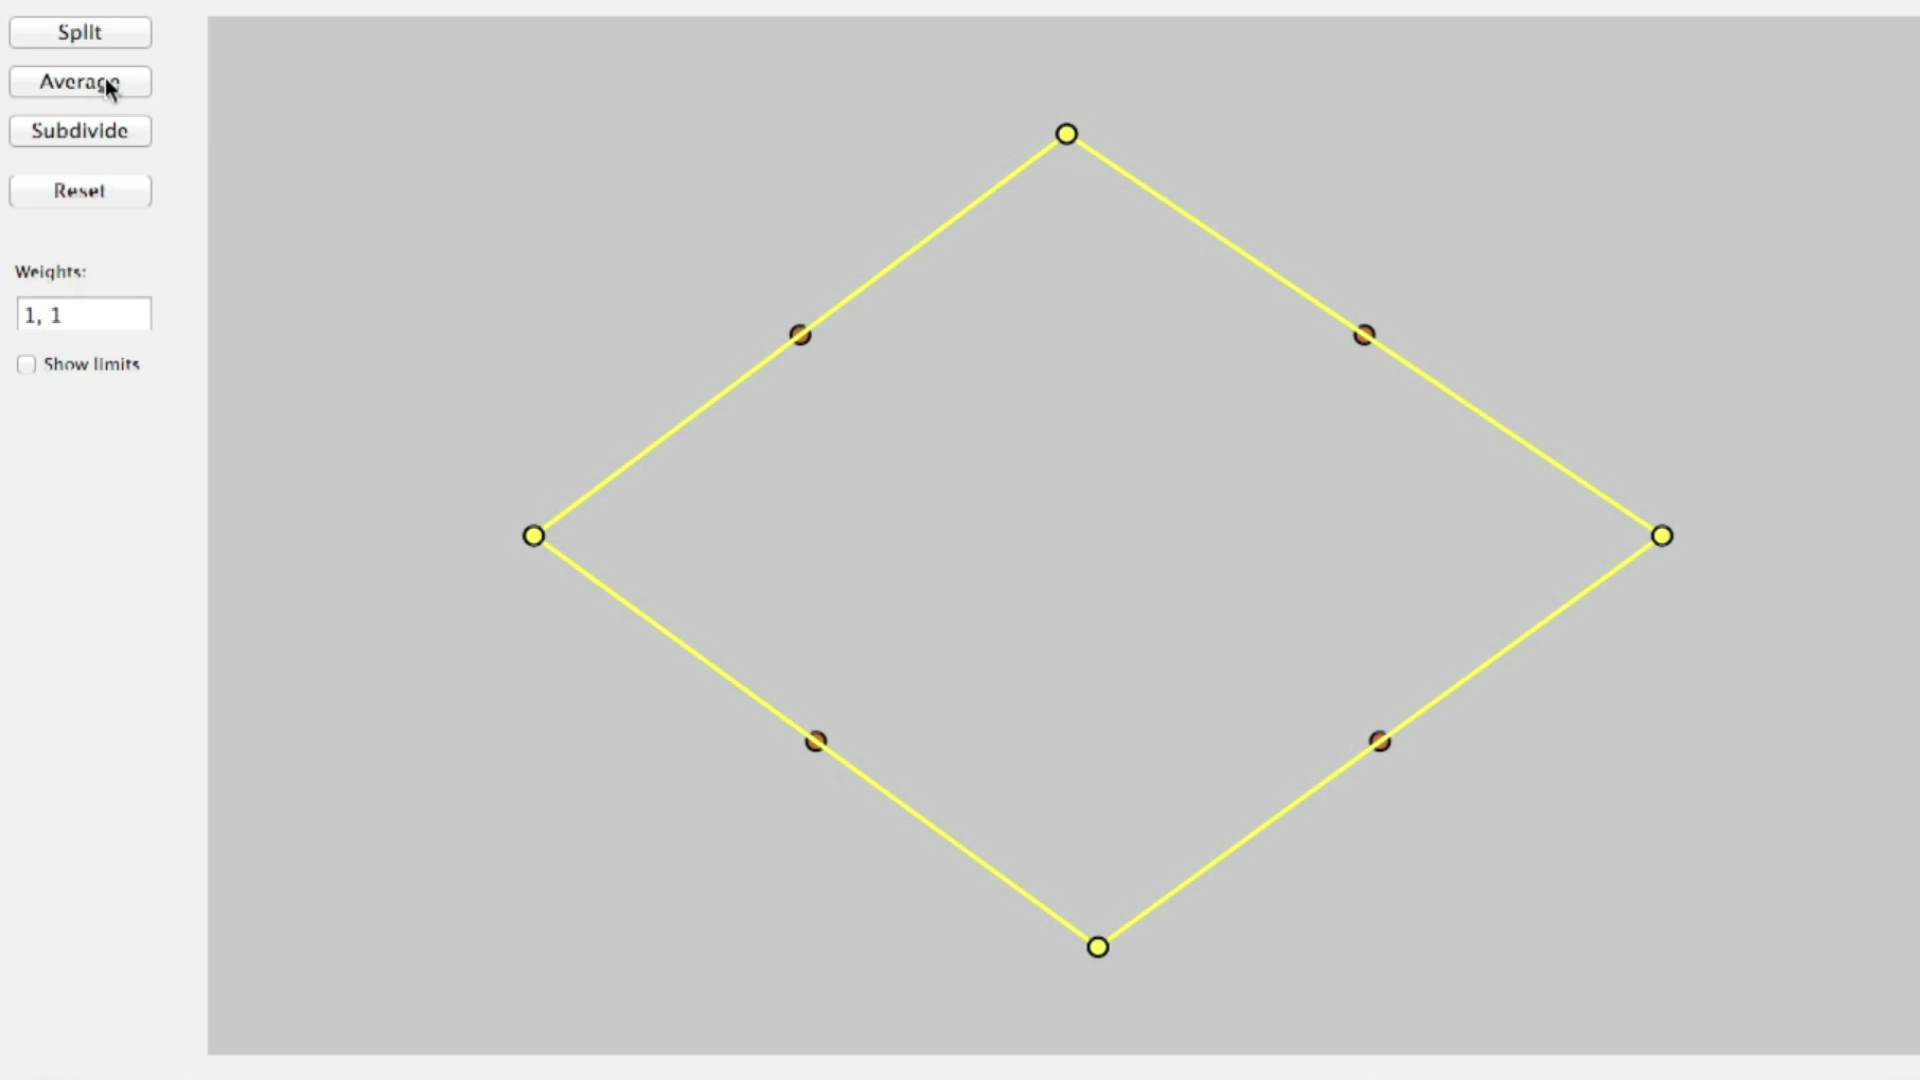 Split
Average
Subdivide
Reset
Weights:
1, 1
Show limits